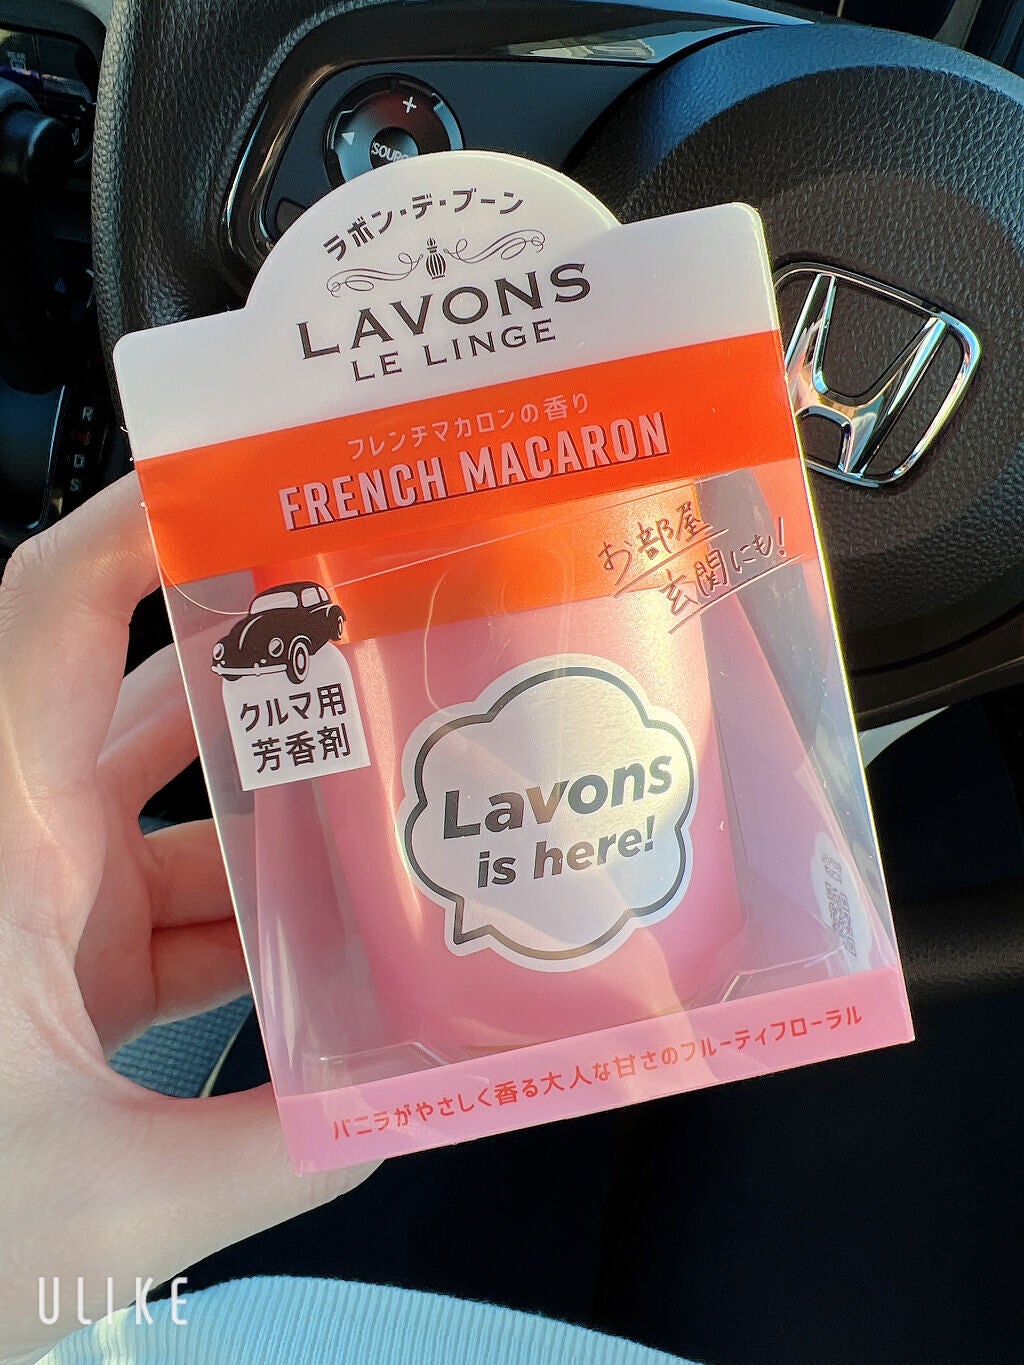 ラボン・デ・ブーン
LAVONS
LE LINGE
フレンチマカロンの香り
FRENCH MACARON
お部屋
玄関にも!
クルマ用
芳香剤
Lavons
is here!
バニラがやさしく香る大人な甘さのフルーティフローラル
+
R
D
S
ULIKE